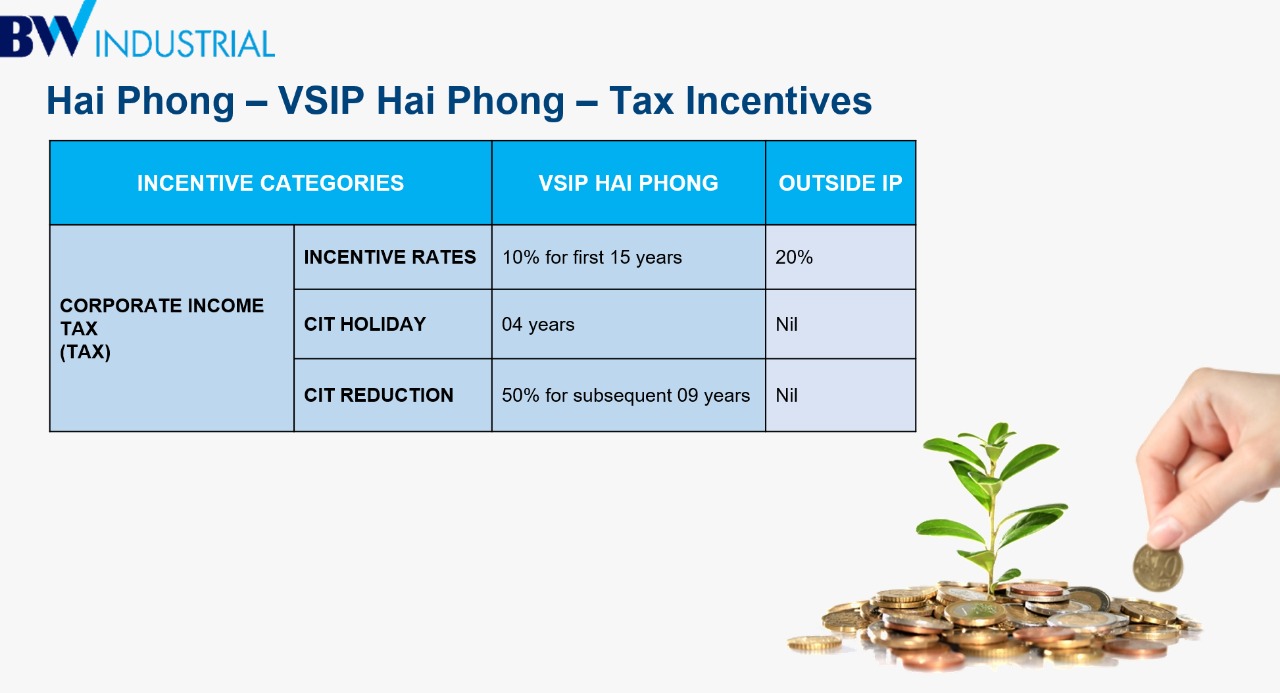 BW INDUSTRIAL
Hai Phong – VSIP Hai Phong – Tax Incentives
INCENTIVE CATEGORIES
VSIP HAI PHONG
OUTSIDE IP
CORPORATE INCOME
TAX
(TAX)
INCENTIVE RATES
10% for first 15 years
20%
CIT HOLIDAY
04 years
Nil
CIT REDUCTION
50% for subsequent 09 years
Nil